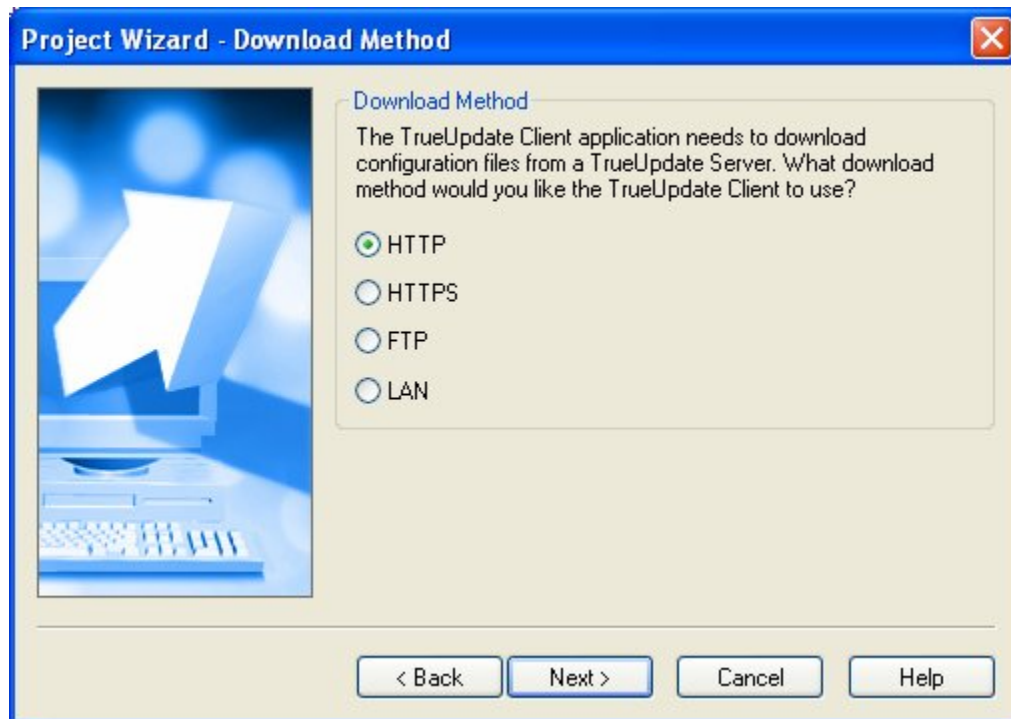 Project Wizard - Download Method
Download Method
The TrueUpdate Client application needs to download
configuration files from a TrueUpdate Server. What download
method would you like the TrueUpdate Client to use?
HTTP
HTTPS
FTP
LAN
< Back
Next >
Cancel
Help